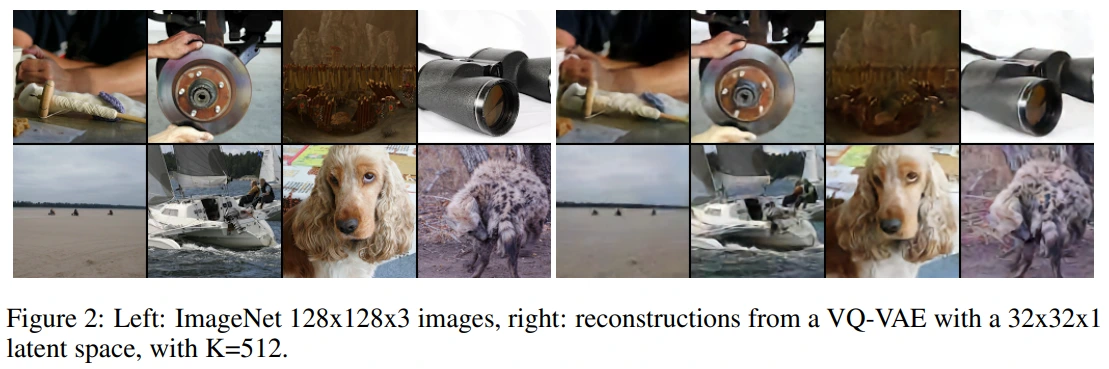 Figure 2: Left: ImageNet 128x128x3 images, right: reconstructions from a VQ-VAE with a 32x32x1
latent space, with K=512.